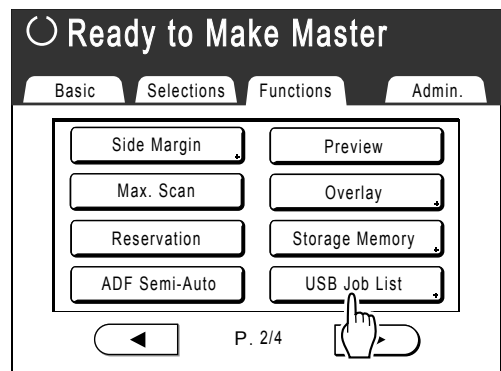 Ready to Make Master
Basic Selections Functions Admin.
Side Margin Preview
Max. Scan Overlay
Reservation Storage Memory
ADF Semi-Auto USB Job List
P. 2/4